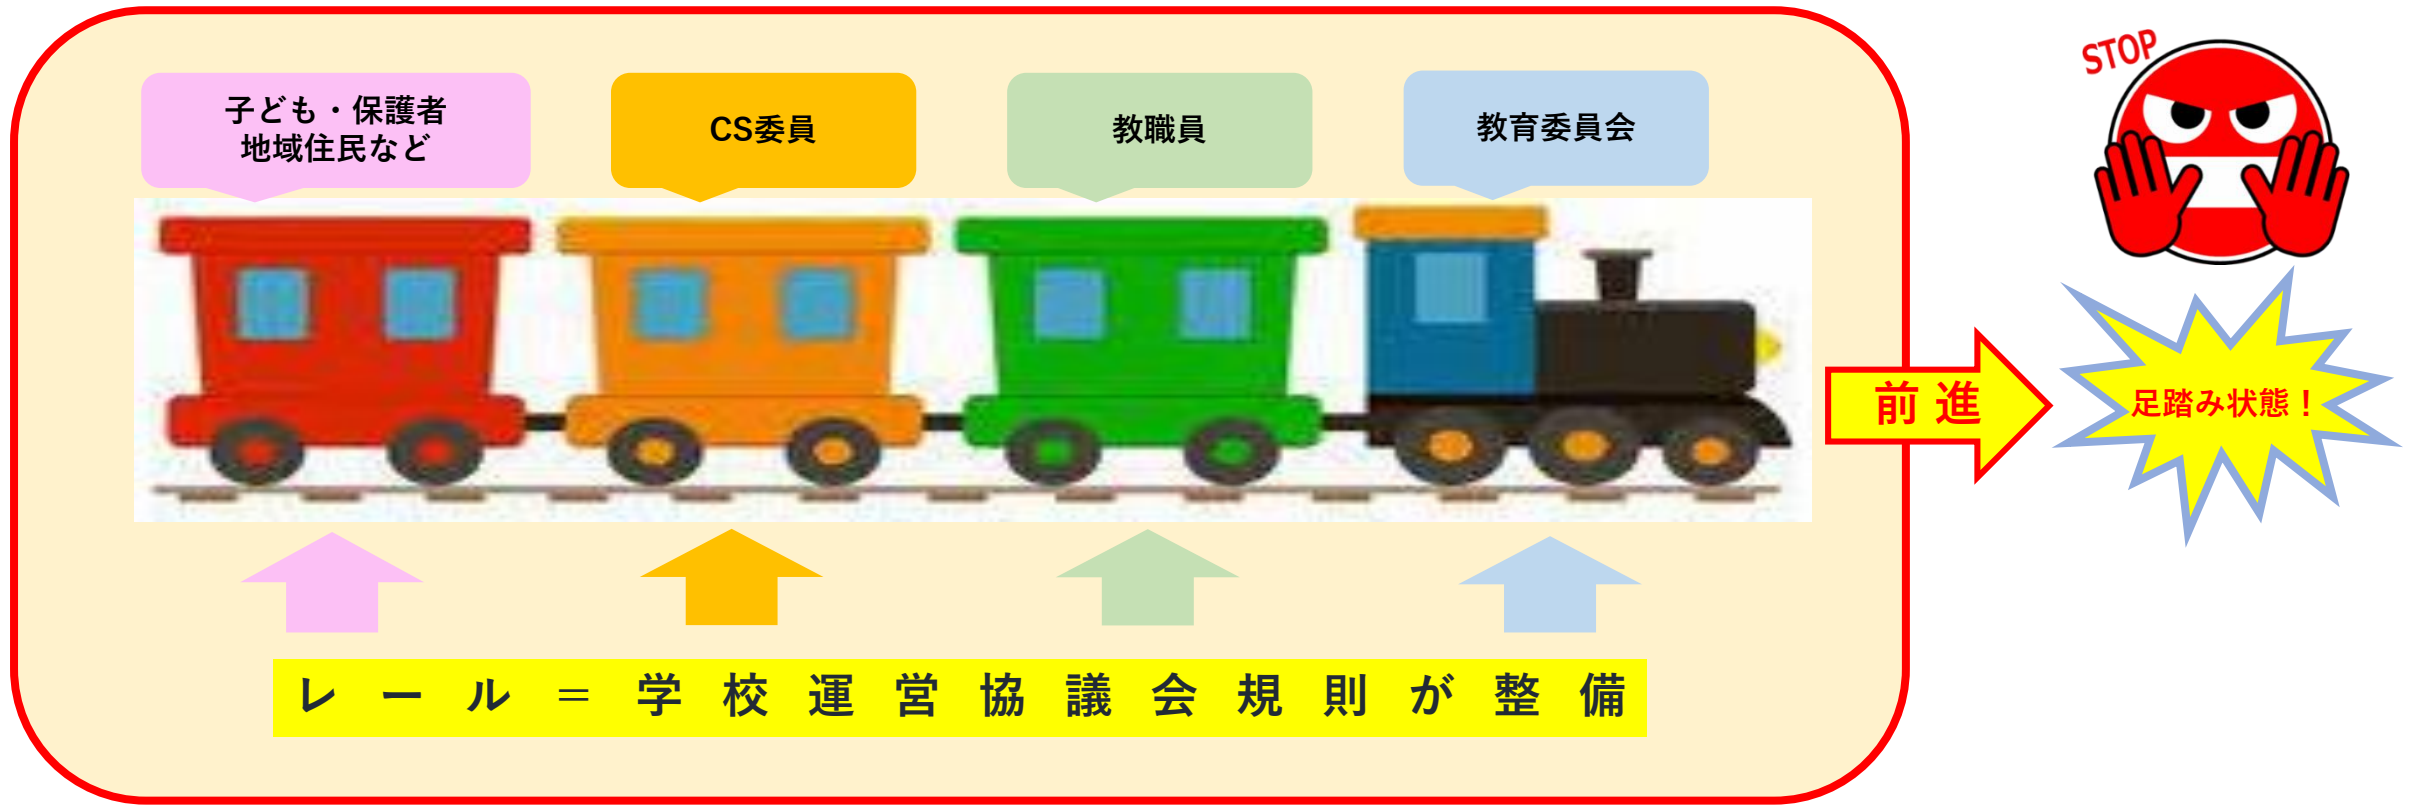 子ども・保護者
地域住民など
CS委員
教職員
教育委員会
STOP
前進
足踏み状態！
レール＝学校運営協議会規則が整備